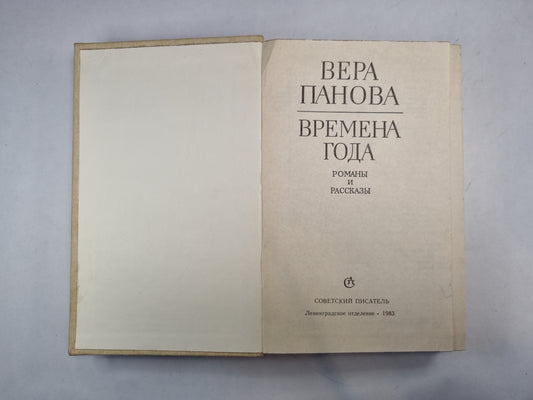 ВЕРА
ПАНОВА
ВРЕМЕНА
ГОДА
РОМАНЫ
И
РАССКАЗЫ
СОВЕТСКИЙ ПИСАТЕЛЬ
Ленинградское отделение • 1983